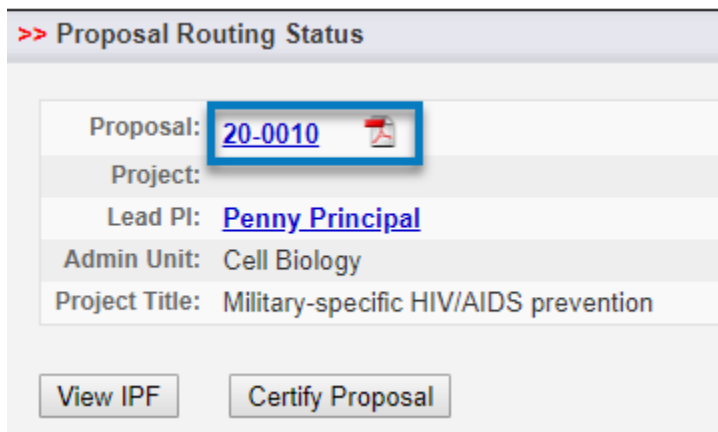 >> Proposal Routing Status
Proposal: 20-0010
Project:
Lead PI: Penny Principal
Admin Unit: Cell Biology
Project Title: Military-specific HIV/AIDS prevention
View IPF Certify Proposal